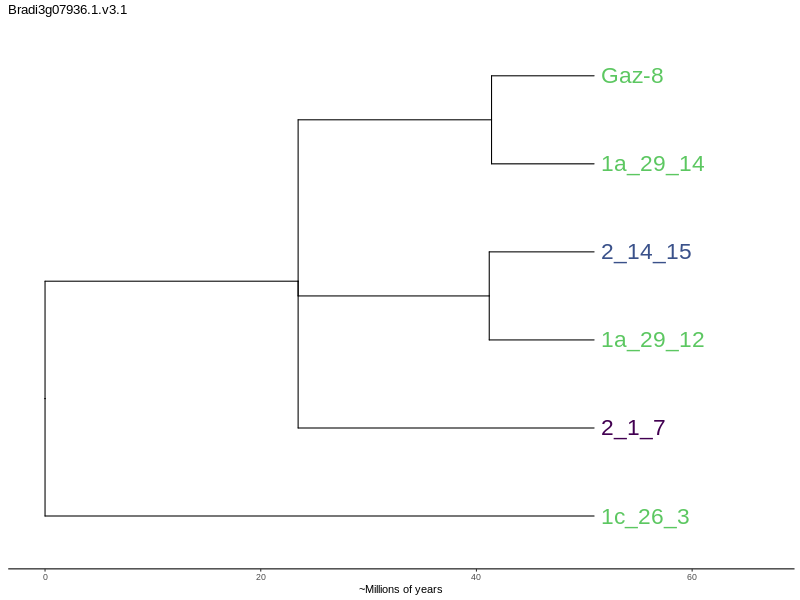 Bradi3g07936.1.v3.1
Gaz-8
1a_29_14
2_14_15
1a_29_12
2_1_7
1c_26_3
0 20 40 60
~Millions of years